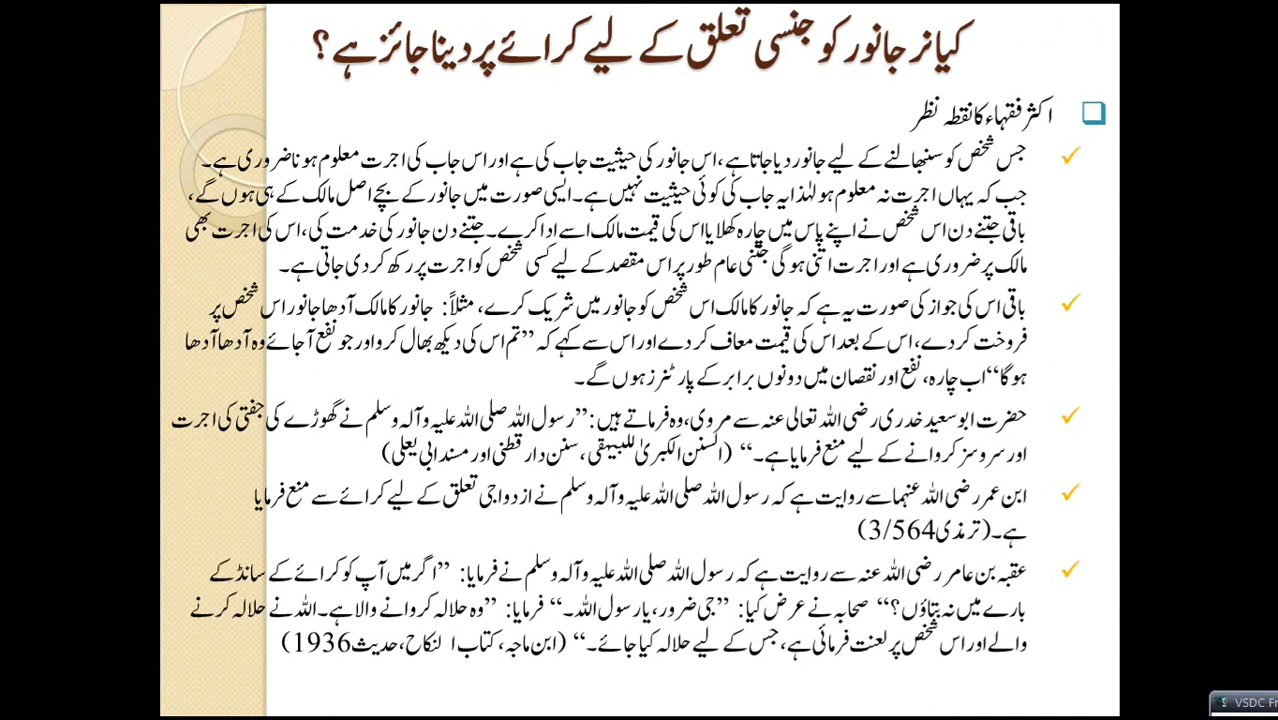 کیا نر جانور کو جنسی تعلق کے لیے کرائے پر دینا جائز ہے؟
اکثر فقہاء کا نقطہ نظر
جس شخص کو سنبھالنے کے لیے جانور دیا جاتا ہے، اس جانور کی حیثیت جاب کی ہے اور اس جاب کی اجرت معلوم ہونا ضروری ہے۔
جب کہ یہاں اجرت نہ معلوم ہو لہٰذا یہ جاب کی کوئی حیثیت نہیں ہے۔ ایسی صورت میں جانور کے بچے اصل مالک کے ہی ہوں گے،
باقی جتنے دن اس شخص نے اپنے پاس میں چارہ کھلایا اس کی قیمت مالک اسے ادا کرے۔ جتنے دن جانور کی خدمت کی، اس کی اجرت بھی
مالک پر ضروری ہے اور اجرت اتنی ہو گی جتنی عام طور پر اس مقصد کے لیے کسی شخص کو اجرت پر رکھ کر دی جاتی ہے۔
باقی اس کی جواز کی صورت یہ ہے کہ جانور کا مالک اس شخص کو جانور میں شریک کرے، مثلاً: جانور کا مالک آدھا جانور اس شخص پر
فروخت کر دے، اس کے بعد اس کی قیمت معاف کر دے اور اس سے کہے کہ ”تم اس کی دیکھ بھال کرو اور جو نفع آ جائے وہ آدھا آدھا
ہو گا“ اب چارہ، نفع اور نقصان میں دونوں برابر کے پارٹنرز ہوں گے۔
حضرت ابو سعید خدری رضی اللہ تعالی عنہ سے مروی، وہ فرماتے ہیں: ”رسول اللہ صلی اللہ علیہ وآلہ وسلم نے گھوڑے کی جفتی کی اجرت
اور سروسز کروانے کے لیے منع فرمایا ہے۔“ (السنن الکبریٰ للبیہقی، سنن دار قطنی اور مسند ابی یعلی)
ابن عمر رضی اللہ عنہما سے روایت ہے کہ رسول اللہ صلی اللہ علیہ وآلہ وسلم نے ازدواجی تعلق کے لیے کرائے سے منع فرمایا
ہے۔ (ترمذی 3/564)
عقبہ بن عامر رضی اللہ عنہ سے روایت ہے کہ رسول اللہ صلی اللہ علیہ وآلہ وسلم نے فرمایا: ”اگر میں آپ کو کرائے کے سانڈ کے
بارے میں نہ بتاؤں؟“ صحابہ نے عرض کیا: ”جی ضرور، یا رسول اللہ۔“ فرمایا: ”وہ حلالہ کروانے والا ہے۔ اللہ نے حلالہ کرنے
والے اور اس شخص پر لعنت فرمائی ہے، جس کے لیے حلالہ کیا جائے۔“ (ابن ماجہ، کتاب النکاح، حدیث 1936)
VSDC Fr